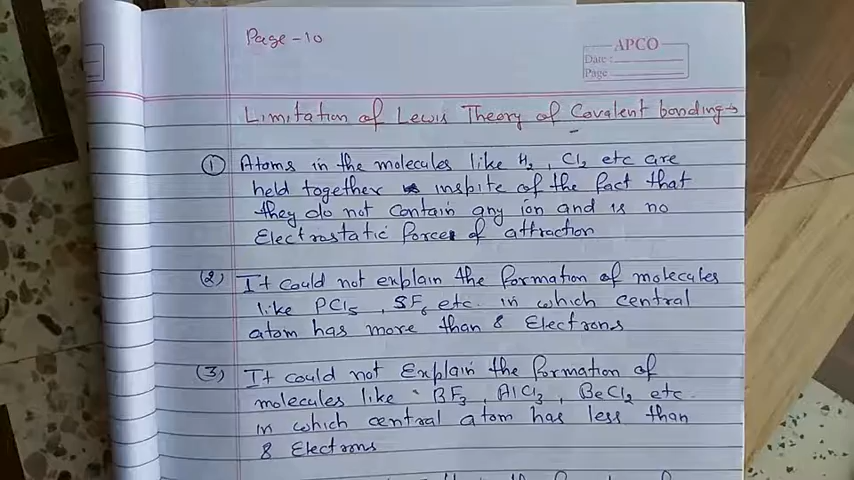 Page-10
APCO
Date:
Page
Limitation of Lewis Theory of Covalent bonding→
(1) Atoms in the molecules like H₂, Cl₂ etc are
held together inspite of the fact that
they do not contain any ion and is no
Electrostatic force of attraction
(2) It could not explain the formation of molecules
like PCl₅, SF₆ etc. in which central
atom has more than 8 Electrons
(3) It could not Explain the formation of
molecules like BF₃, AlCl₃, BeCl₂ etc
in which central atom has less than
8 Electrons